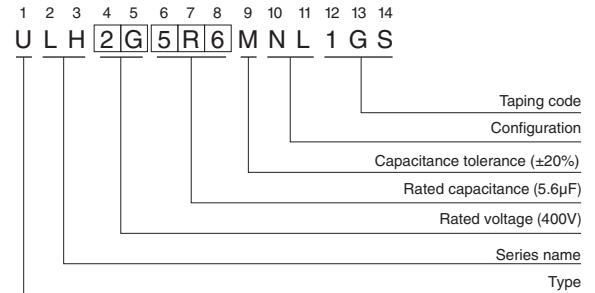 1 2 3 4 5 6 7 8 9 10 11 12 13 14
U L H 2 G 5 R 6 M N L 1 G S
Taping code
Configuration
Capacitance tolerance (±20%)
Rated capacitance (5.6µF)
Rated voltage (400V)
Series name
Type